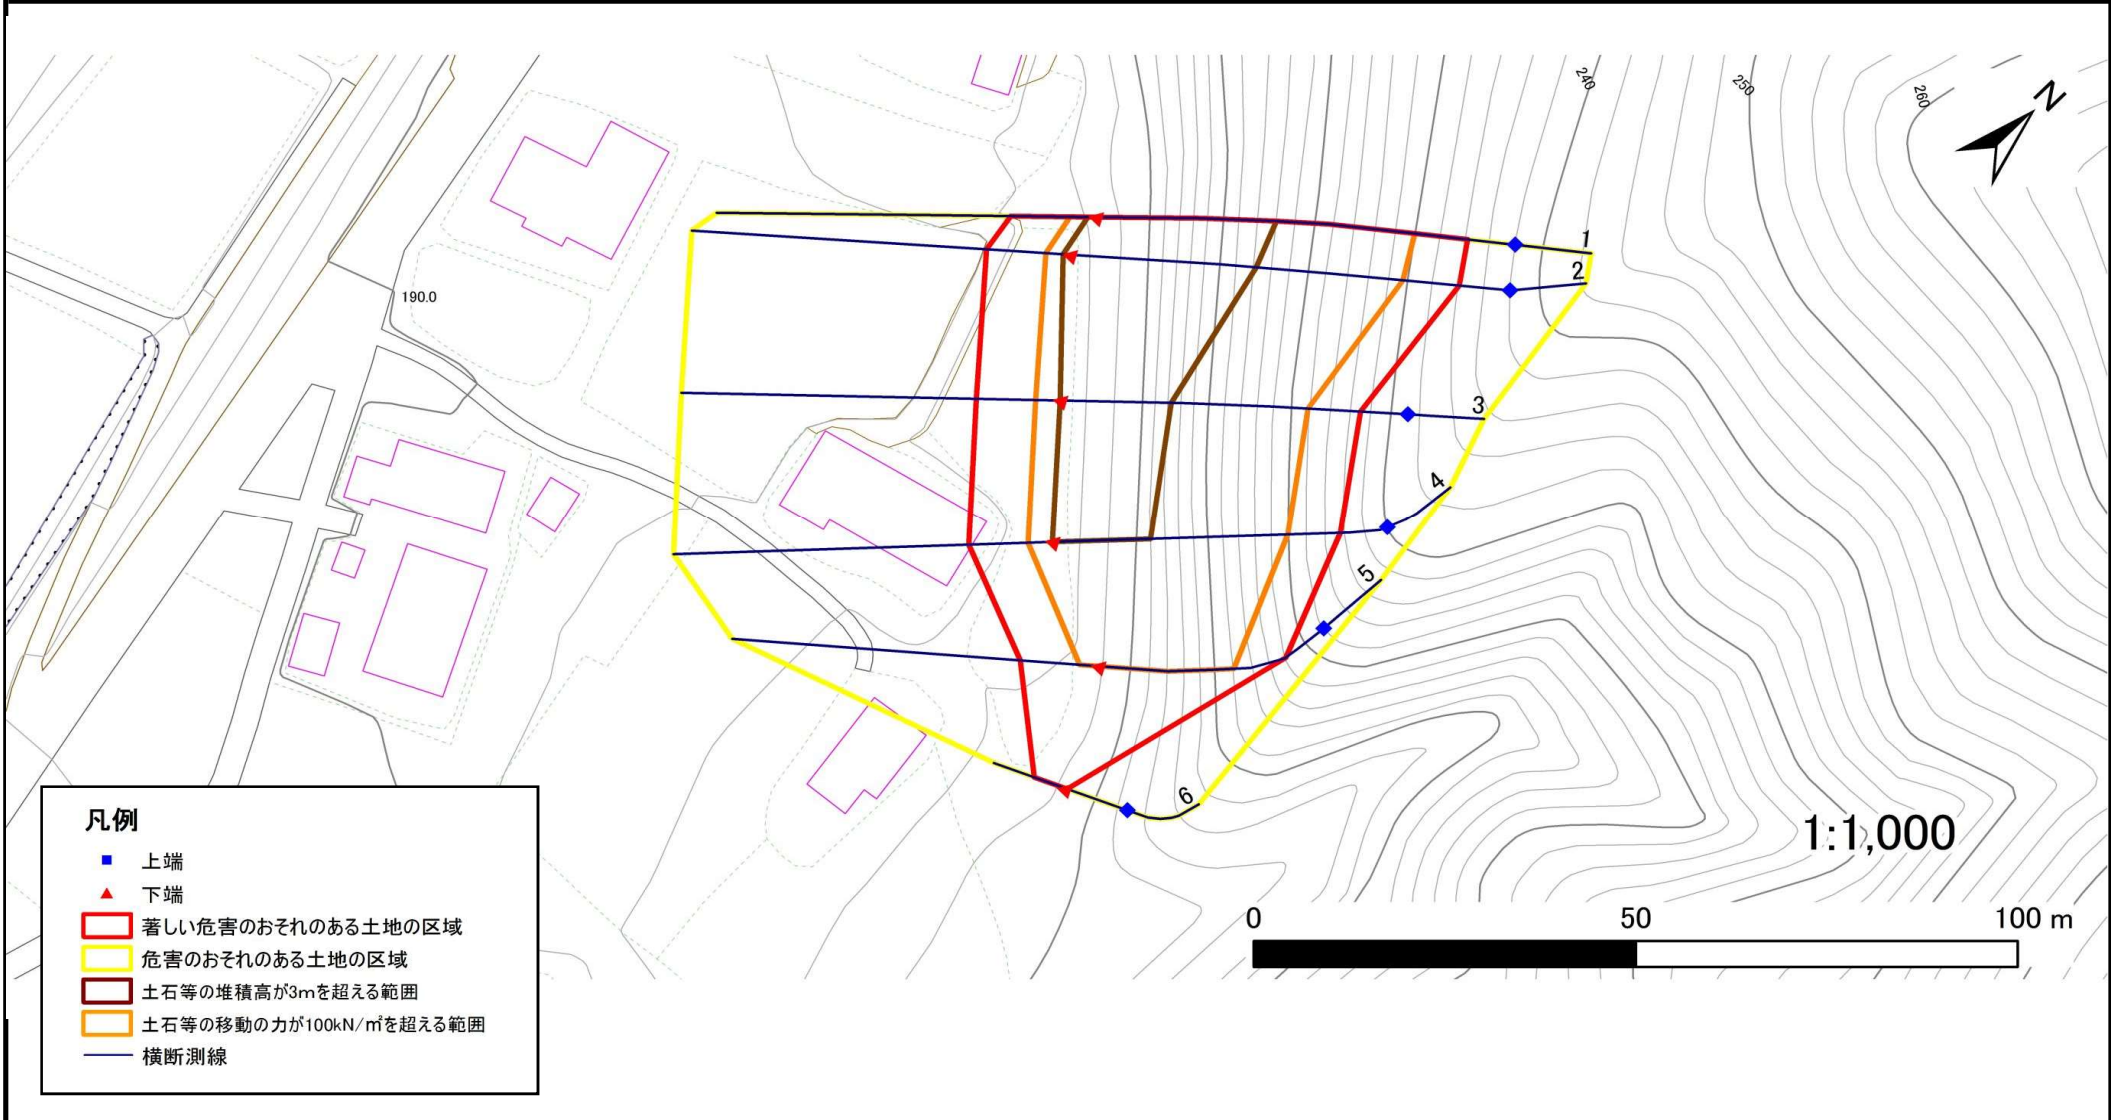 240
250
260
N
190.0
1
2
3
4
5
6
1:1,000
0 50 100 m
凡例
上端
下端
著しい危害のおそれのある土地の区域
危害のおそれのある土地の区域
土石等の堆積高が3mを超える範囲
土石等の移動の力が100kN/㎡を超える範囲
横断測線